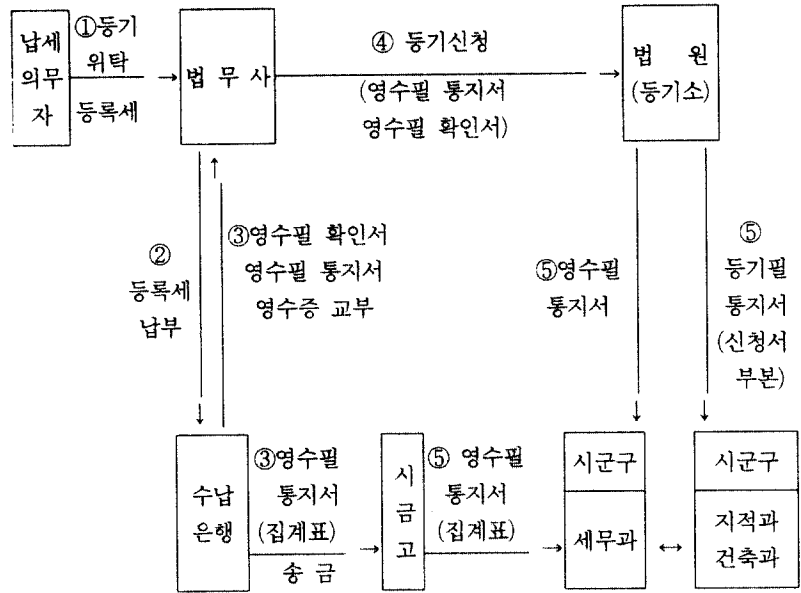 납세
의무
자
①등기
위탁
등록세
법 무 사
④ 등기신청
(영수필 통지서
영수필 확인서)
법 원
(등기소)
②
등록세
납부
③영수필 확인서
영수필 통지서
영수증 교부
⑤영수필
통지서
⑤
등기필
통지서
(신청서
부본)
수납
은행
③영수필
통지서
(집계표)
송 금
시
금
고
⑤ 영수필
통지서
(집계표)
시군구
세무과
시군구
지적과
건축과